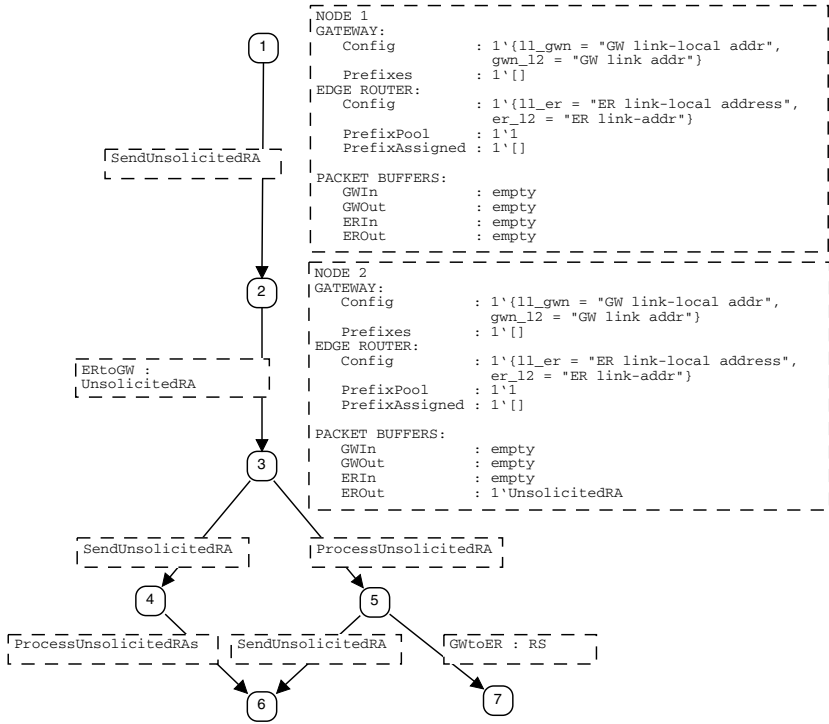 1
NODE 1
GATEWAY:
Config : 1`{ll_gwn = "GW link-local addr",
gwn_l2 = "GW link addr"}
Prefixes : 1`[]
EDGE ROUTER:
Config : 1`{ll_er = "ER link-local address",
er_l2 = "ER link-addr"}
PrefixPool : 1`1
PrefixAssigned : 1`[]
PACKET BUFFERS:
GWIn : empty
GWOut : empty
ERIn : empty
EROut : empty
SendUnsolicitedRA
2
NODE 2
GATEWAY:
Config : 1`{ll_gwn = "GW link-local addr",
gwn_l2 = "GW link addr"}
Prefixes : 1`[]
EDGE ROUTER:
Config : 1`{ll_er = "ER link-local address",
er_l2 = "ER link-addr"}
PrefixPool : 1`1
PrefixAssigned : 1`[]
PACKET BUFFERS:
GWIn : empty
GWOut : empty
ERIn : empty
EROut : 1`UnsolicitedRA
ERtoGW :
UnsolicitedRA
3
SendUnsolicitedRA
ProcessUnsolicitedRA
4
5
ProcessUnsolicitedRAs
SendUnsolicitedRA
GWtoER : RS
6
7